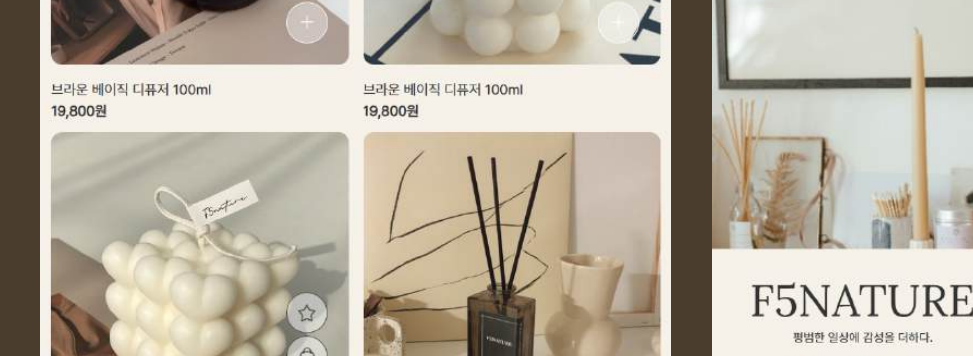 브라운 베이직 디퓨저 100ml
19,800원
브라운 베이직 디퓨저 100ml
19,800원
f5nature
F5NATURE
F5NATURE
평범한 일상에 감성을 더하다.